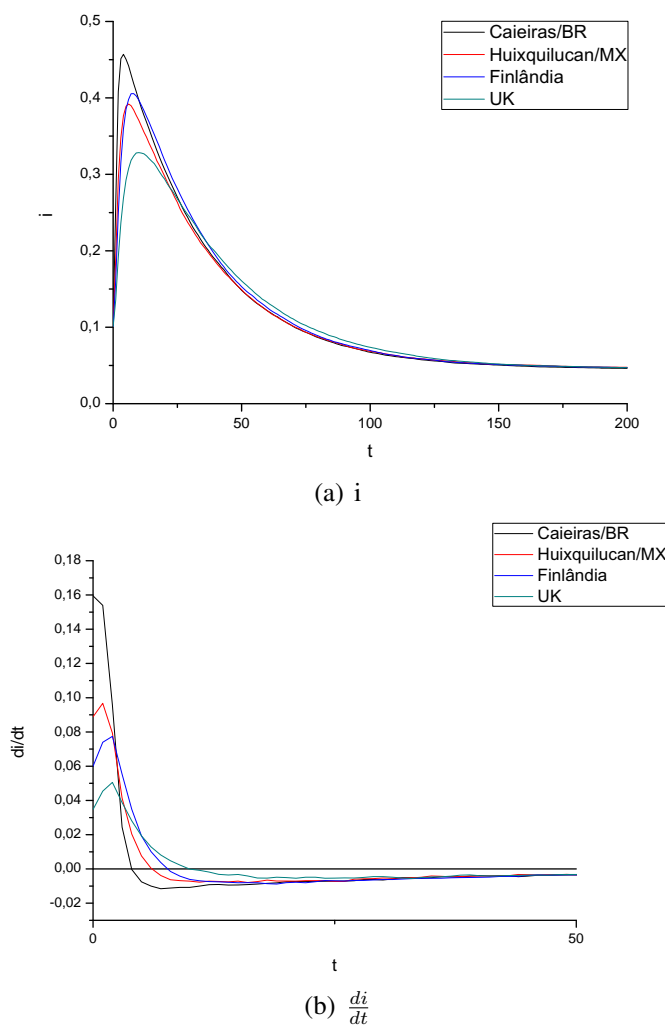 Caieiras/BR
Huixquilucan/MX
Finlândia
UK
0,5
0,4
0,3
0,2
0,1
0,0
i
0 50 100 150 200
t
(a) i
Caieiras/BR
Huixquilucan/MX
Finlândia
UK
0,18
0,16
0,14
0,12
0,10
0,08
0,06
0,04
0,02
0,00
-0,02
di/dt
0 50
t
(b) di/dt